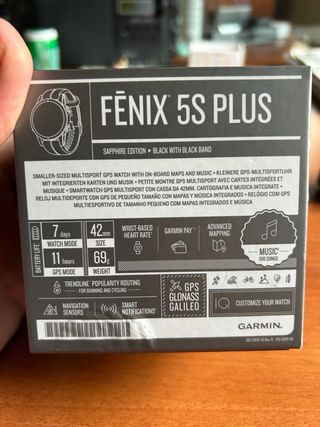 FĒNIX® 5S PLUS
SAPPHIRE EDITION ▸ BLACK WITH BLACK BAND
SMALLER-SIZED MULTISPORT GPS WATCH WITH ON-BOARD MAPS AND MUSIC • KLEINERE GPS-MULTISPORTUHR
MIT INTEGRIERTEN KARTEN UND MUSIK • PETITE MONTRE GPS MULTISPORT AVEC CARTES INTÉGRÉES ET
MUSIQUE • SMARTWATCH GPS MULTISPORT CON CASSA DA 42MM, CARTOGRAFIA E MUSICA INTEGRATE •
RELOJ MULTIDEPORTE CON GPS DE PEQUEÑO TAMAÑO CON MAPAS Y MÚSICA INTEGRADOS • RELÓGIO COM GPS
MULTIESPORTIVO DE TAMANHO PEQUENO COM MAPAS INTEGRADOS E MÚSICA
BATTERY LIFE
7
days
WATCH MODE
11
hours
GPS MODE
42mm
SIZE
69g
WEIGHT
WRIST-BASED
HEART RATE
GARMIN PAY™
ADVANCED
MAPPING
MUSIC
500 SONGS
TRENDLINE™ POPULARITY ROUTING
FOR RUNNING AND CYCLING
NAVIGATION
SENSORS
SMART
NOTIFICATIONS
GPS
GLONASS
GALILEO
IQ
CUSTOMIZE YOUR WATCH
GARMIN